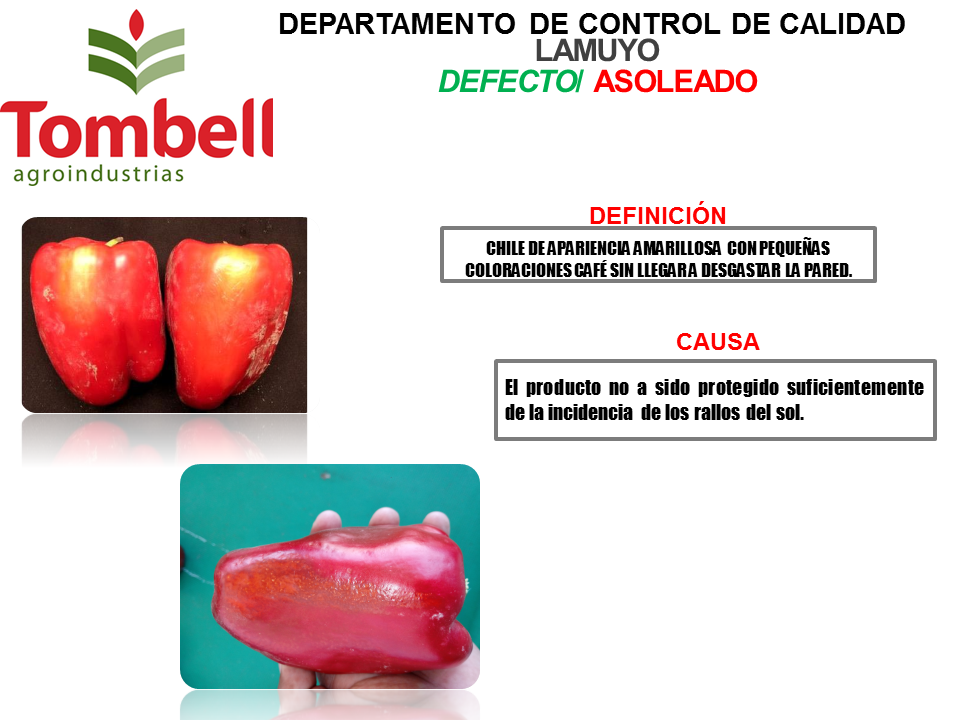 DEPARTAMENTO DE CONTROL DE CALIDAD
LAMUYO
DEFECTO/ ASOLEADO
Tombell
agroindustrias
DEFINICIÓN
CHILE DE APARIENCIA AMARILLOSA CON PEQUEÑAS
COLORACIONES CAFÉ SIN LLEGAR A DESGASTAR LA PARED.
CAUSA
El producto no a sido protegido suficientemente
de la incidencia de los rallos del sol.